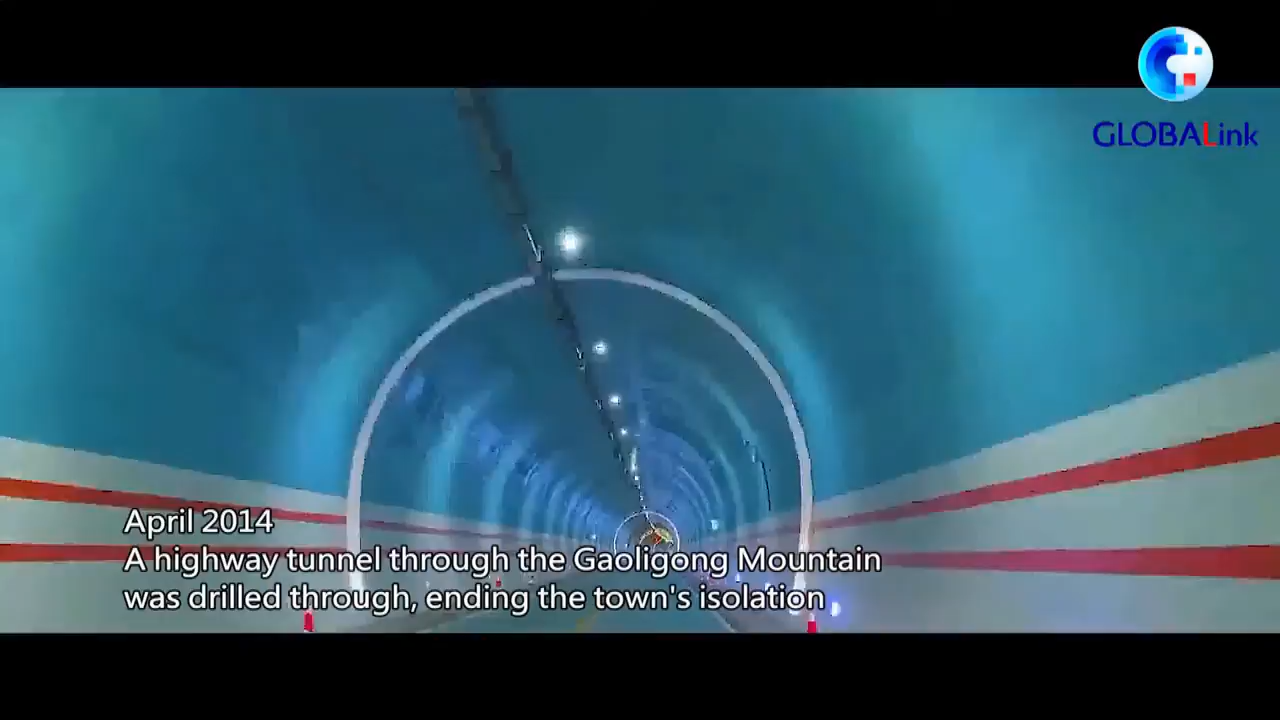 GLOBALink
April 2014
A highway tunnel through the Gaoligong Mountain
was drilled through, ending the town's isolation